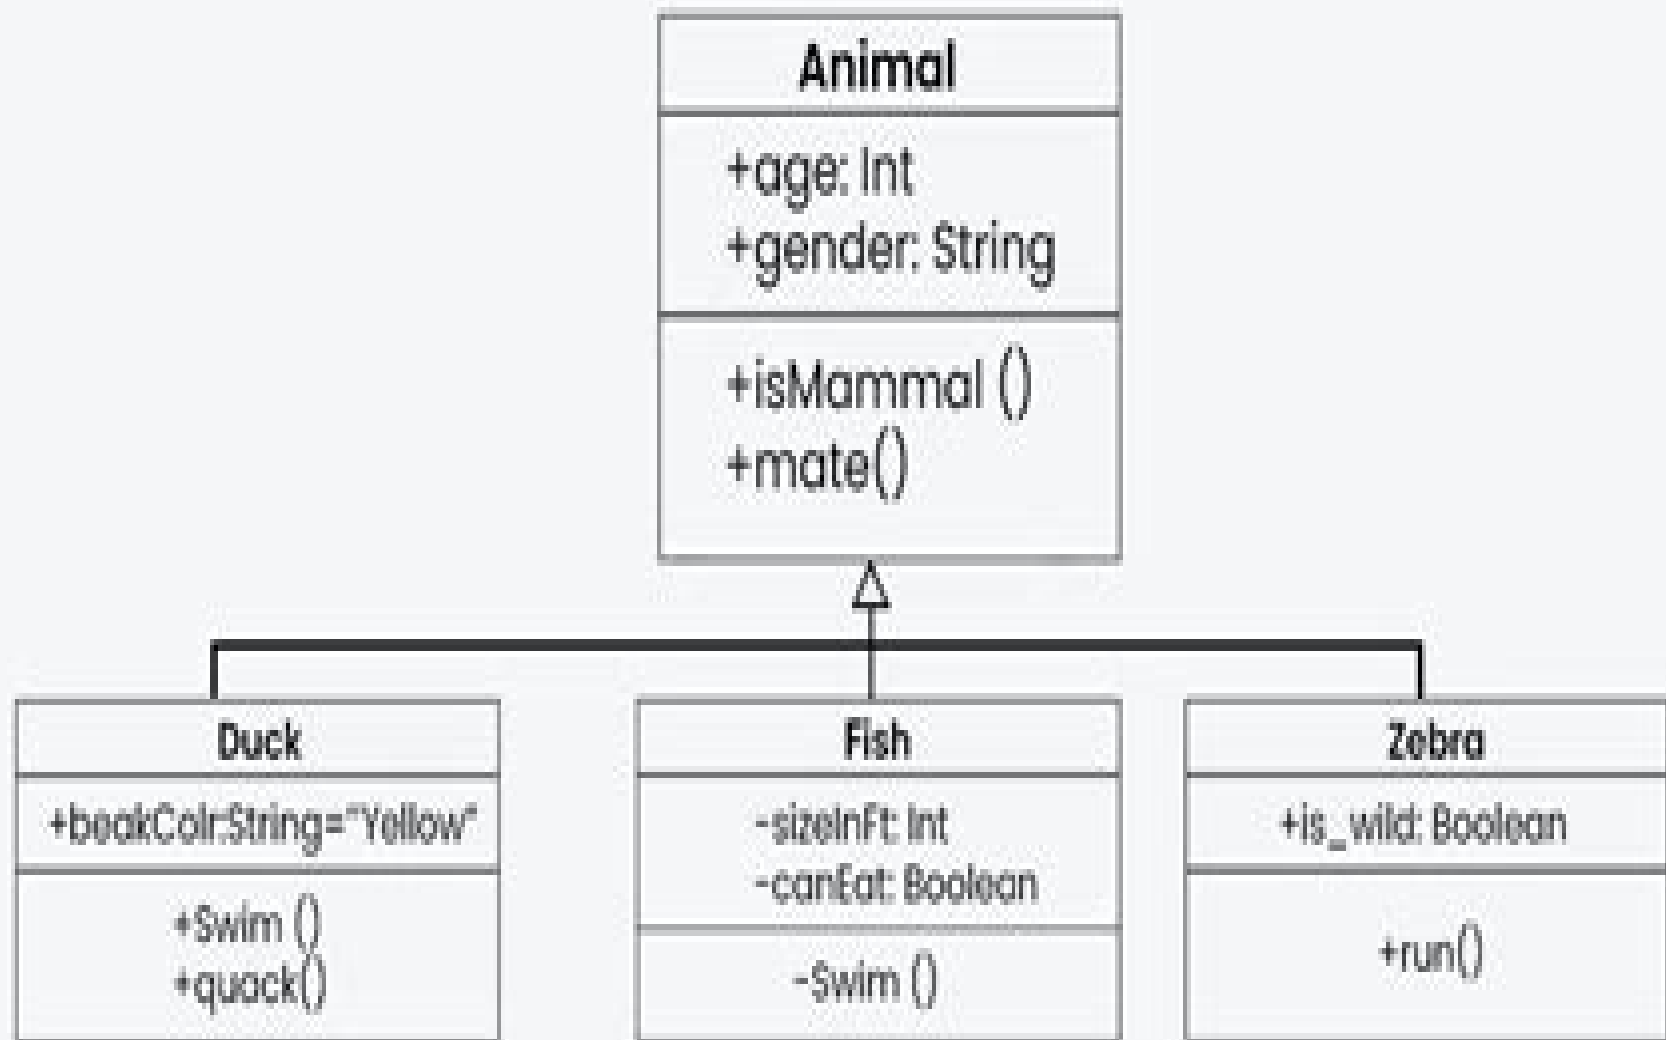 Animal
+age: Int
+gender: String
+isMammal ()
+mate()
Duck
+beakColr:String="Yellow"
+Swim ()
+quack()
Fish
-sizeInFt: Int
-canEat: Boolean
-Swim ()
Zebra
+is_wild: Boolean
+run()